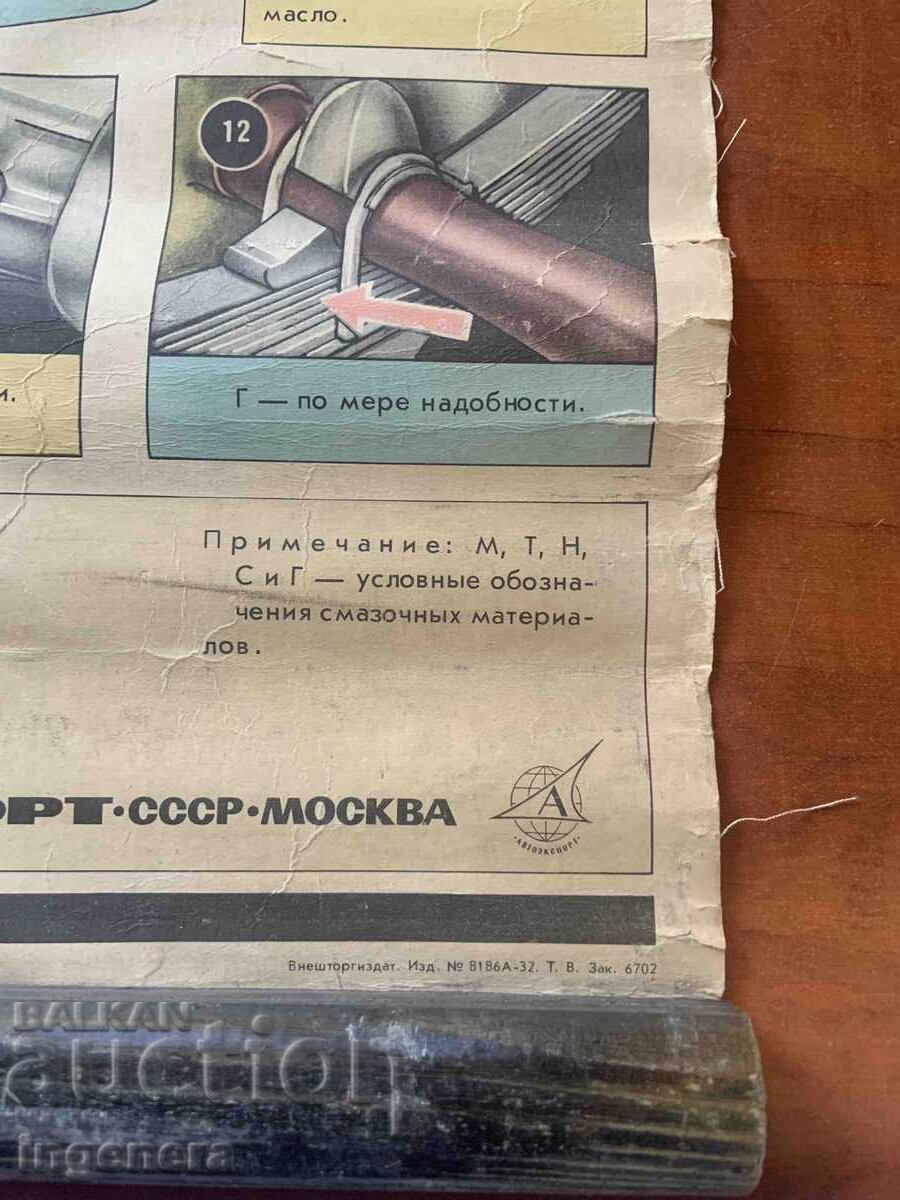 масло.
12
и.
Г — по мере надобности.
Примечание: М, Т, Н,
С и Г — условные обозна-
чения смазочных материа-
лов.
ОРТ·СССР·МОСКВА
А
·АВТОЭКСПОРТ·
Внешторгиздат. Изд. № 8186А-32. Т. В. Зак. 6702
BALKAN
auction
ingenera